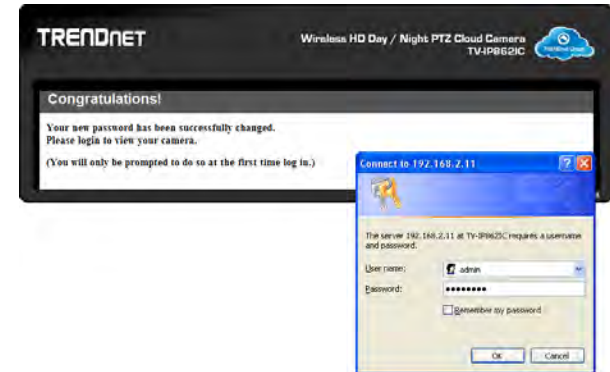 TRENDNET
Wireless HD Day / Night PTZ Cloud Camera
TV-IP862IC
TRENDnet Cloud
Congratulations!
Your new password has been successfully changed.
Please login to view your camera.
(You will only be prompted to do so at the first time log in.)
Connect to 192.168.2.11
The server 192.168.2.11 at TV-IP862IC requires a username
and password.
User name:
admin
Password:
Remember my password
OK
Cancel